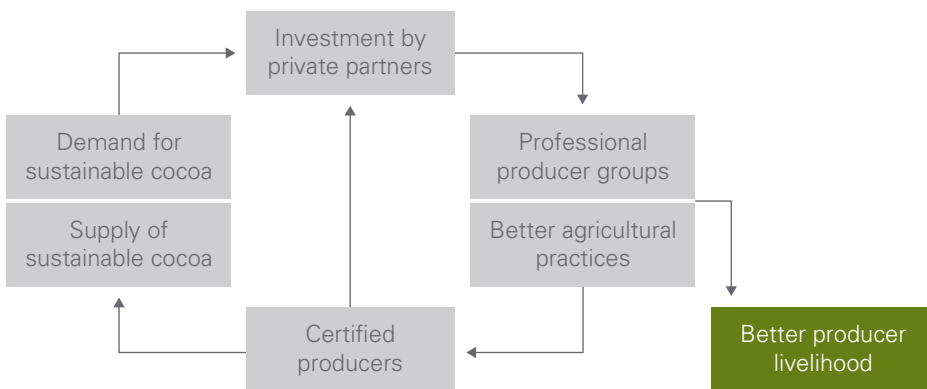 Investment by
private partners
Demand for
sustainable cocoa
Professional
producer groups
Supply of
sustainable cocoa
Better agricultural
practices
Certified
producers
Better producer
livelihood